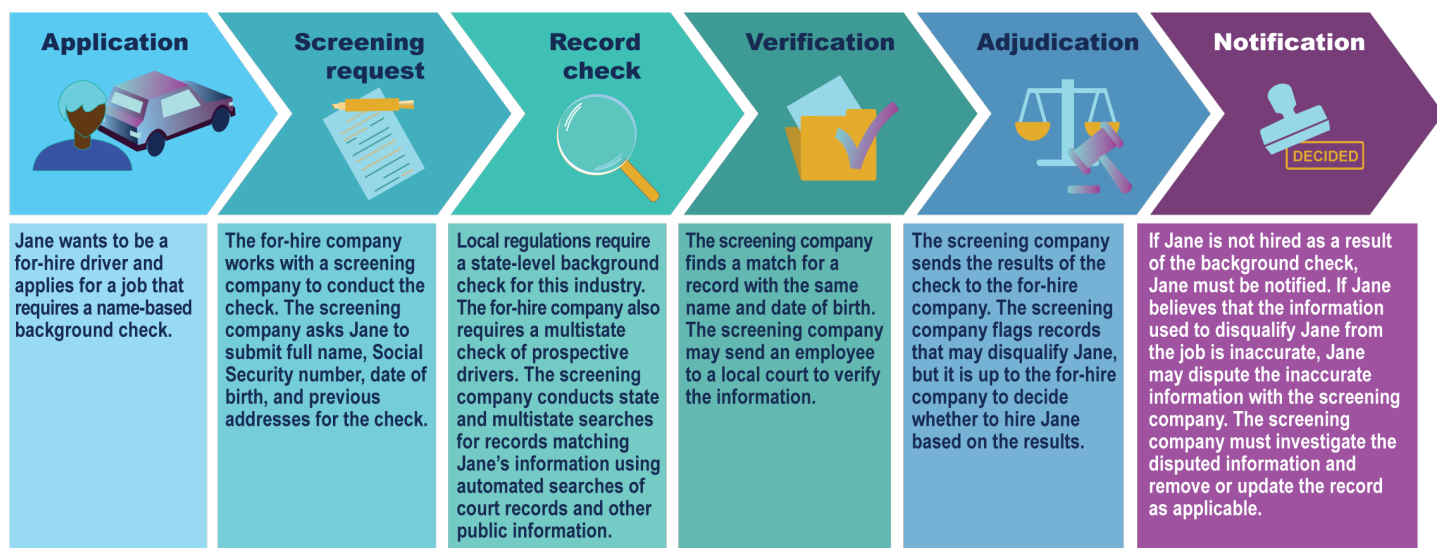 Application
Screening
request
Record
check
Verification
Adjudication
Notification
DECIDED
Jane wants to be a
for-hire driver and
applies for a job that
requires a name-based
background check.
The for-hire company
works with a screening
company to conduct the
check. The screening
company asks Jane to
submit full name, Social
Security number, date of
birth, and previous
addresses for the check.
Local regulations require
a state-level background
check for this industry.
The for-hire company also
requires a multistate
check of prospective
drivers. The screening
company conducts state
and multistate searches
for records matching
Jane’s information using
automated searches of
court records and other
public information.
The screening company
finds a match for a
record with the same
name and date of birth.
The screening company
may send an employee
to a local court to verify
the information.
The screening company
sends the results of the
check to the for-hire
company. The screening
company flags records
that may disqualify Jane,
but it is up to the for-hire
company to decide
whether to hire Jane
based on the results.
If Jane is not hired as a result
of the background check,
Jane must be notified. If Jane
believes that the information
used to disqualify Jane from
the job is inaccurate, Jane
may dispute the inaccurate
information with the screening
company. The screening
company must investigate the
disputed information and
remove or update the record
as applicable.